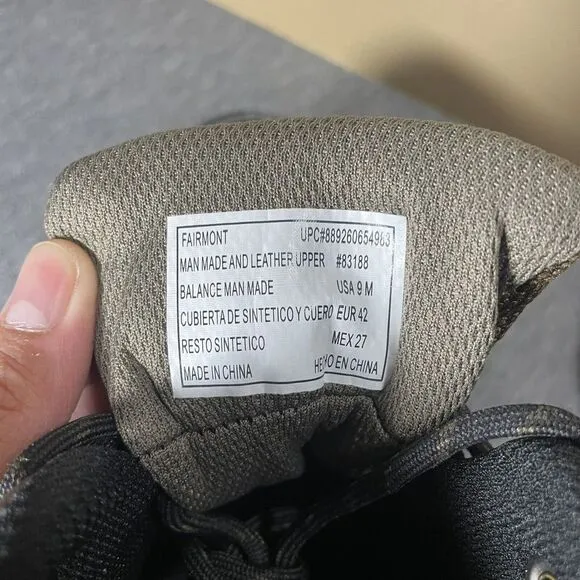 FAIRMONT UPC#889260654963
MAN MADE AND LEATHER UPPER #83188
BALANCE MAN MADE USA 9 M
CUBIERTA DE SINTETICO Y CUERO EUR 42
RESTO SINTETICO MEX 27
MADE IN CHINA EN CHINA